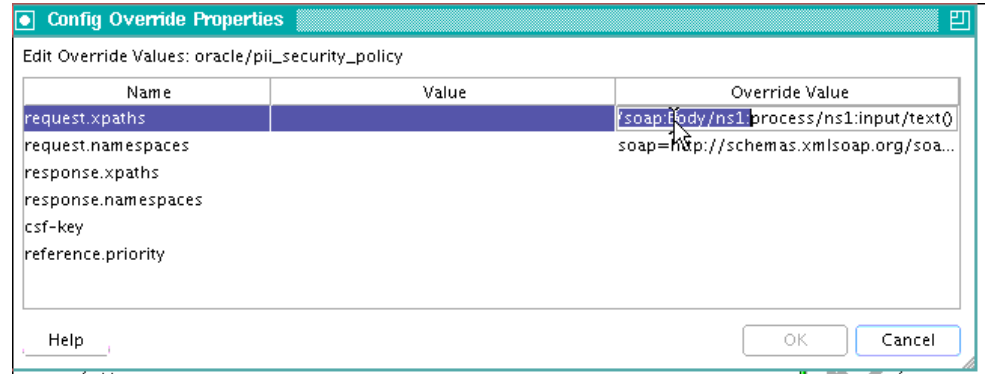 Config Override Properties
Edit Override Values: oracle/pii_security_policy
Name Value Override Value
request.xpaths /soap:Body/ns1:process/ns1:input/text()
request.namespaces soap=http://schemas.xmlsoap.org/soa...
response.xpaths
response.namespaces
csf-key
reference.priority
Help OK Cancel